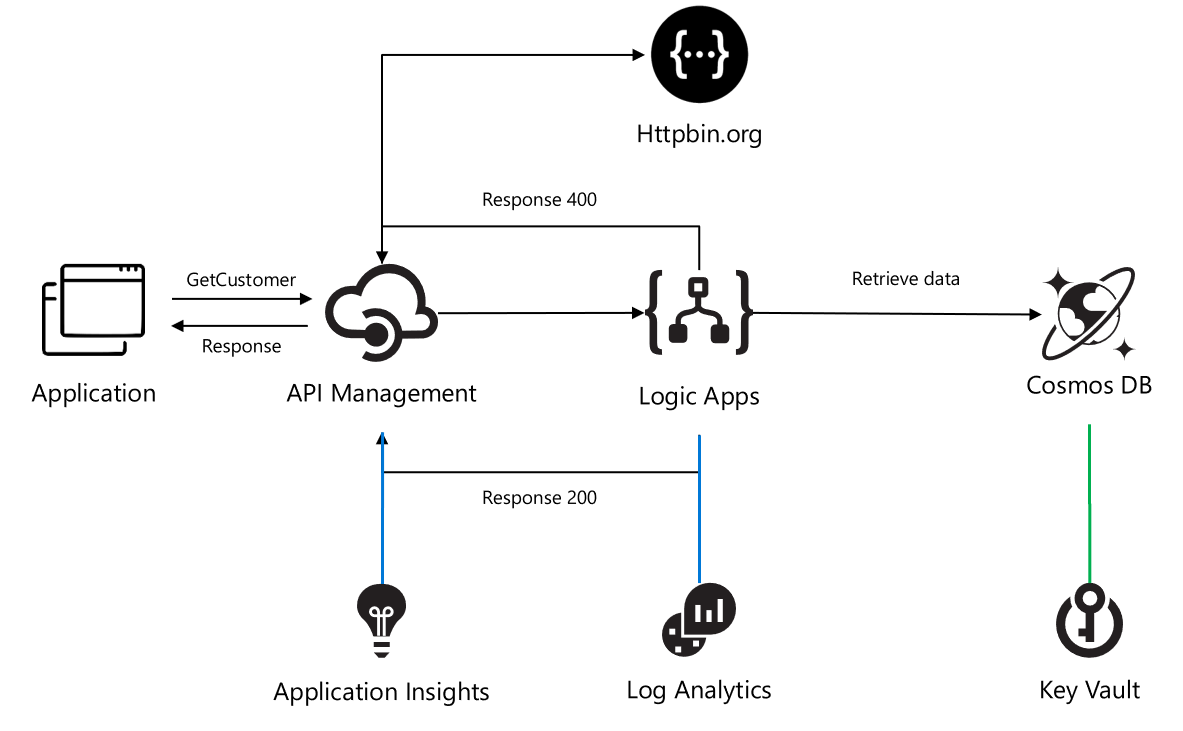 Httpbin.org
Response 400
GetCustomer
Retrieve data
Response
Application
API Management
Logic Apps
Cosmos DB
Response 200
Application Insights
Log Analytics
Key Vault